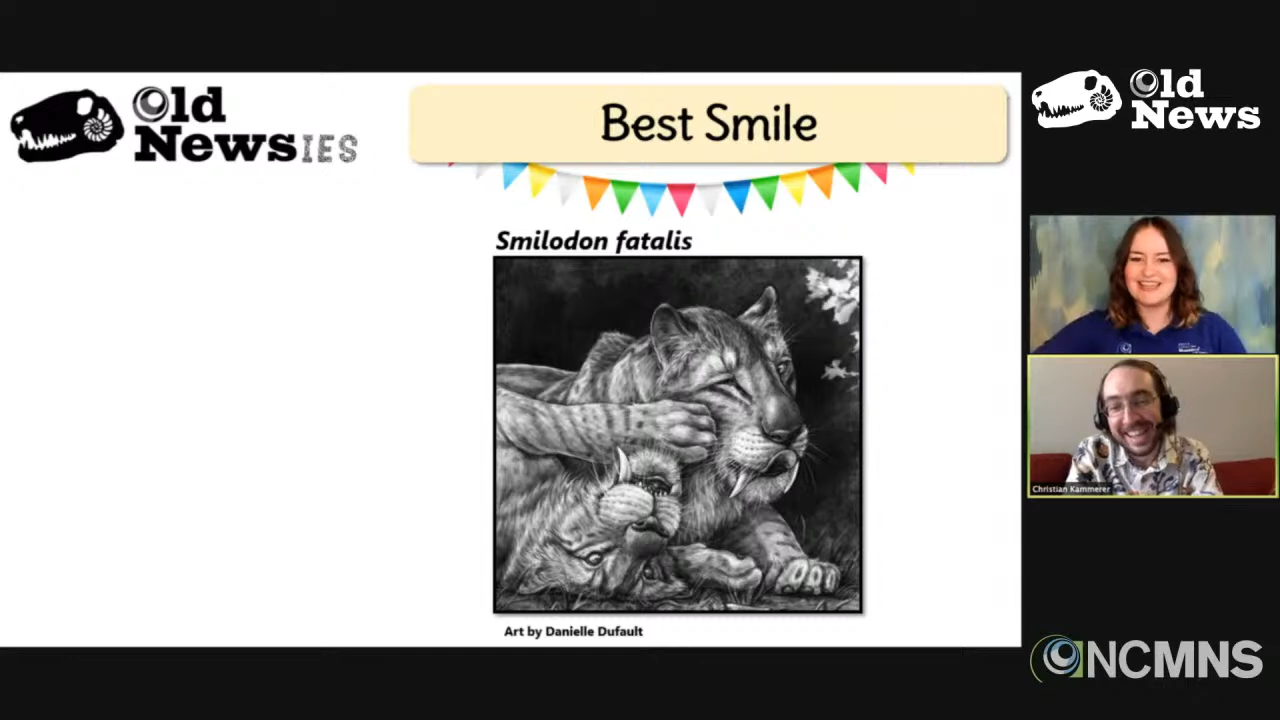 Old
NewsIES
Best Smile
Smilodon fatalis
Art by Danielle Dufault
Old
News
Christian Kammerer
NCMNS